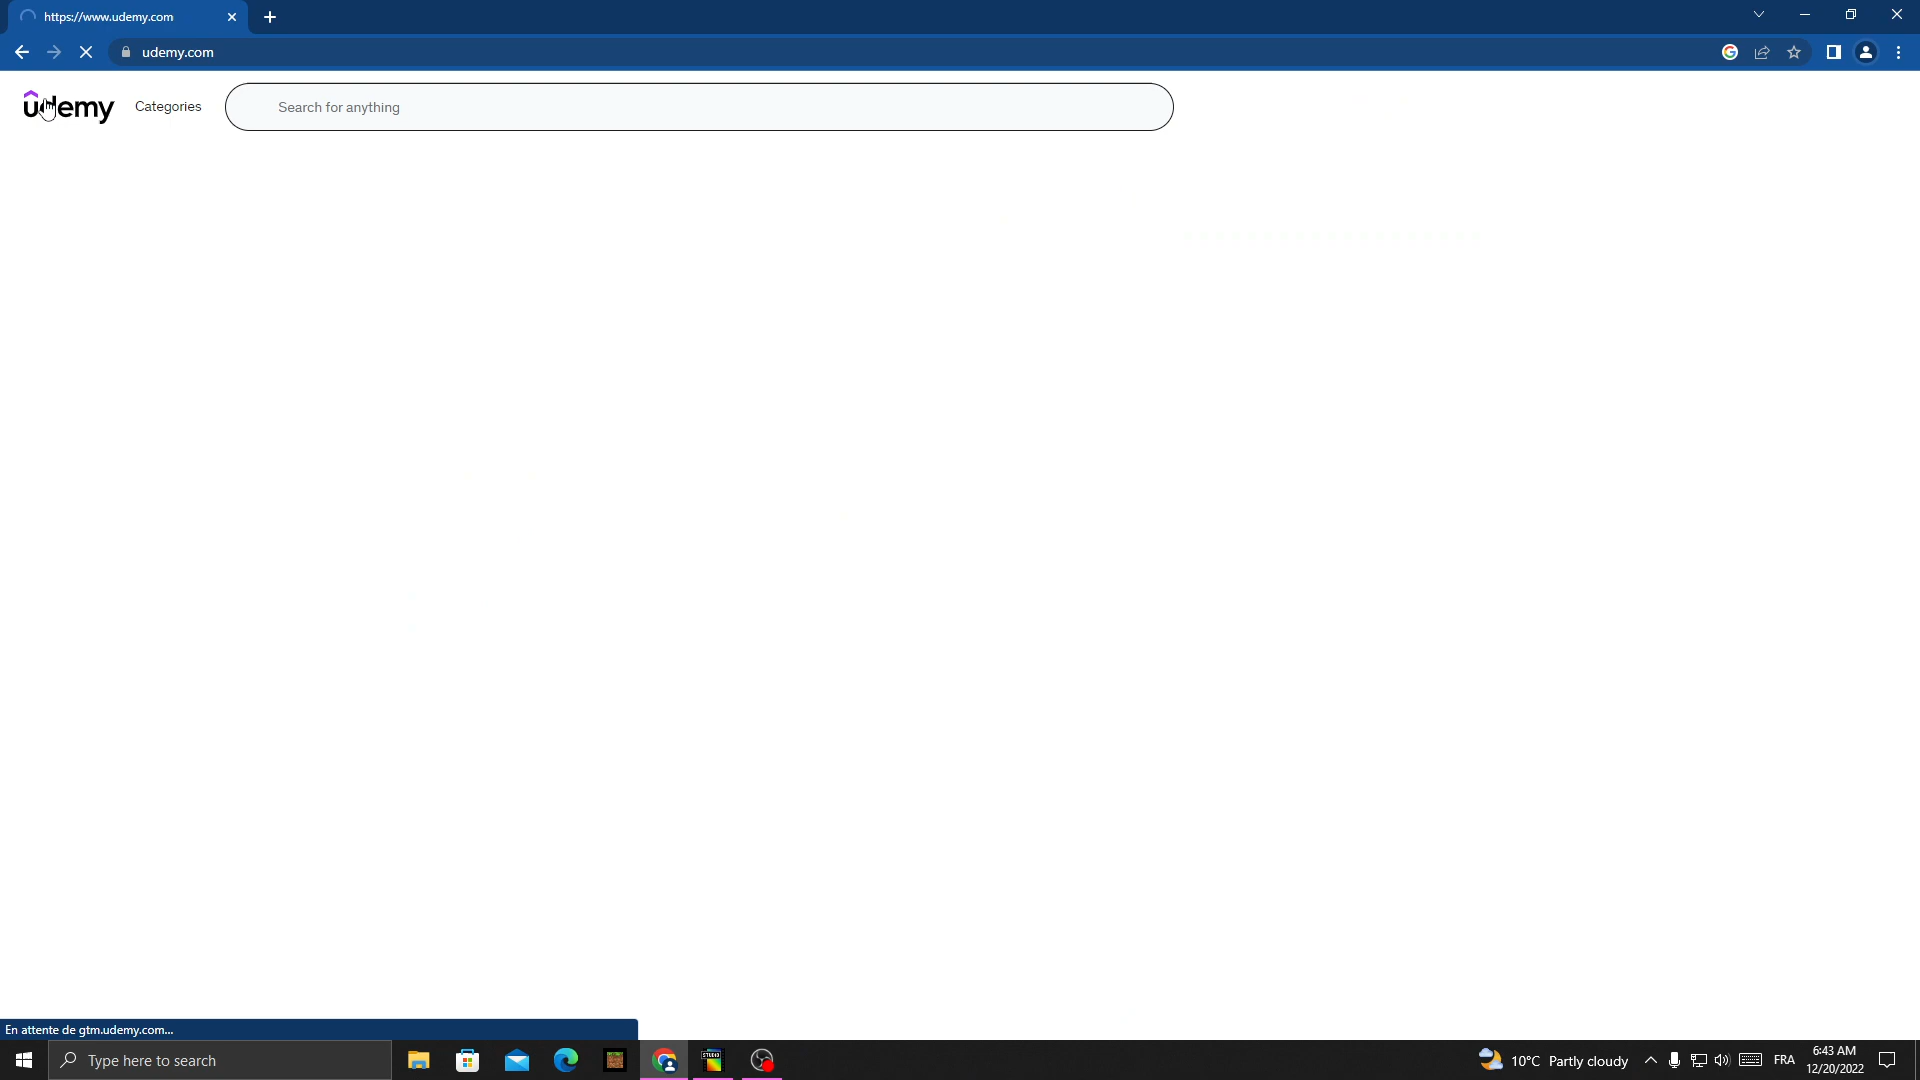 https://www.udemy.com
udemy.com
udemy Categories Search for anything
En attente de gtm.udemy.com...
Type here to search
STUDIO
10°C Partly cloudy
FRA
6:43 AM
12/20/2022